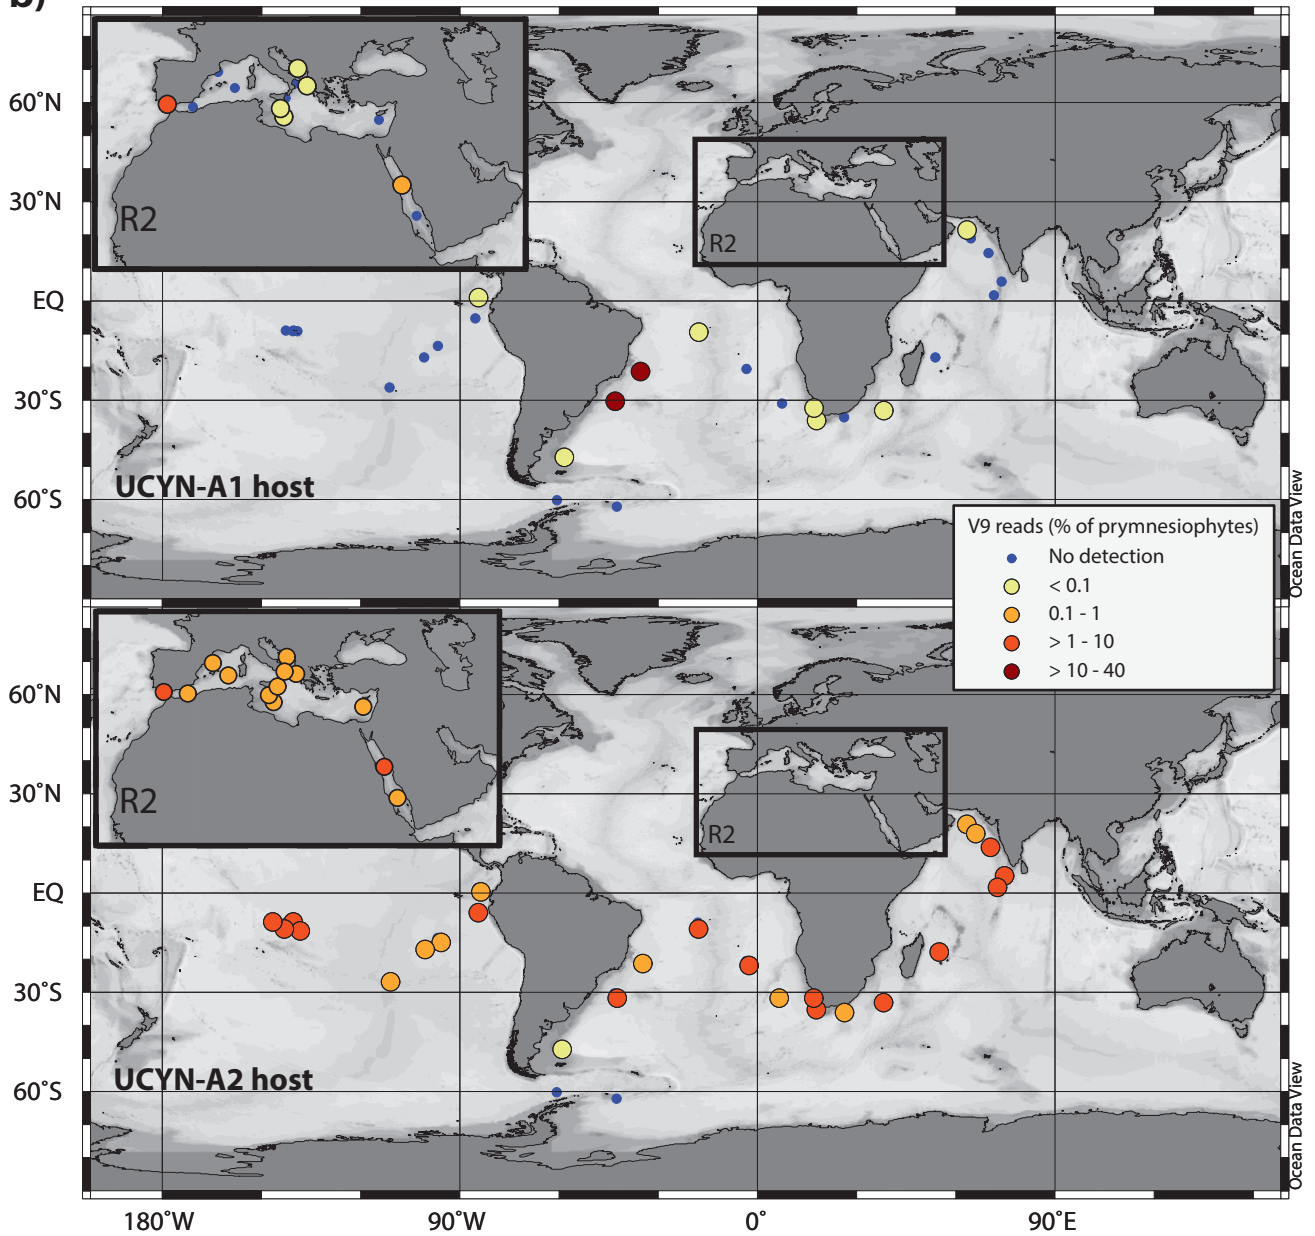 b)
60°N
30°N
EQ
30°S
60°S
R2
R2
UCYN-A1 host
V9 reads (% of prymnesiophytes)
No detection
< 0.1
0.1 - 1
> 1 - 10
> 10 - 40
Ocean Data View
60°N
30°N
EQ
30°S
60°S
R2
R2
UCYN-A2 host
Ocean Data View
180°W
90°W
0°
90°E